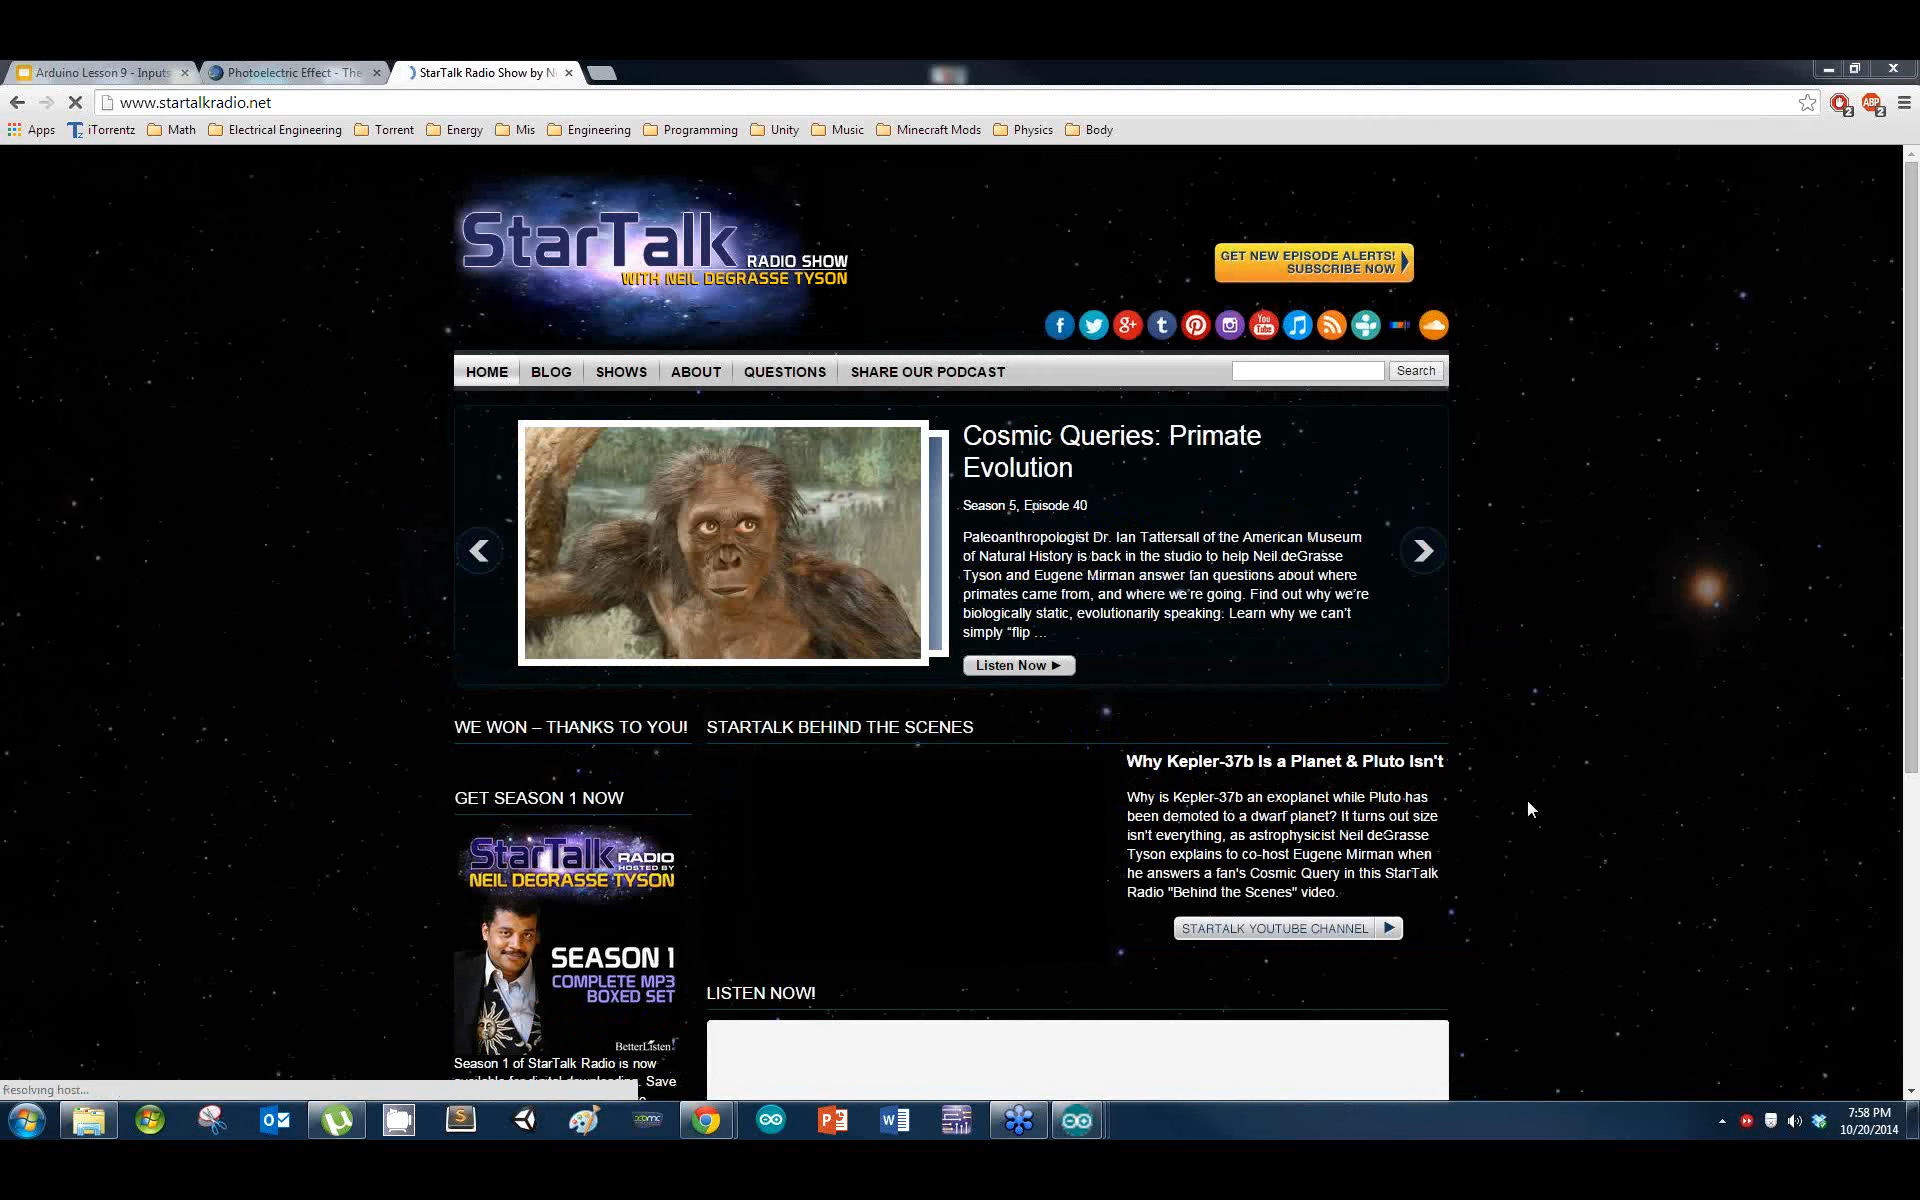 Arduino Lesson 9 - Inputs
Photoelectric Effect - The
StarTalk Radio Show by N
www.startalkradio.net
Apps
iTorrentz
Math
Electrical Engineering
Torrent
Energy
Mis
Engineering
Programming
Unity
Music
Minecraft Mods
Physics
Body
StarTalk
RADIO SHOW
WITH NEIL DEGRASSE TYSON
GET NEW EPISODE ALERTS!
SUBSCRIBE NOW
HOME
BLOG
SHOWS
ABOUT
QUESTIONS
SHARE OUR PODCAST
Search
Cosmic Queries: Primate
Evolution
Season 5, Episode 40
Paleoanthropologist Dr. Ian Tattersall of the American Museum
of Natural History is back in the studio to help Neil deGrasse
Tyson and Eugene Mirman answer fan questions about where
primates came from, and where we're going. Find out why we're
biologically static, evolutionarily speaking. Learn why we can't
simply “flip …
Listen Now ►
WE WON – THANKS TO YOU!
STARTALK BEHIND THE SCENES
Why Kepler-37b Is a Planet & Pluto Isn't
Why is Kepler-37b an exoplanet while Pluto has
been demoted to a dwarf planet? It turns out size
isn't everything, as astrophysicist Neil deGrasse
Tyson explains to co-host Eugene Mirman when
he answers a fan's Cosmic Query in this StarTalk
Radio "Behind the Scenes" video.
STARTALK YOUTUBE CHANNEL
GET SEASON 1 NOW
StarTalk RADIO
HOSTED BY
NEIL DEGRASSE TYSON
SEASON 1
COMPLETE MP3
BOXED SET
BetterListen!
Season 1 of StarTalk Radio is now
available for digital downloading. Save
LISTEN NOW!
Resolving host...
7:58 PM
10/20/2014